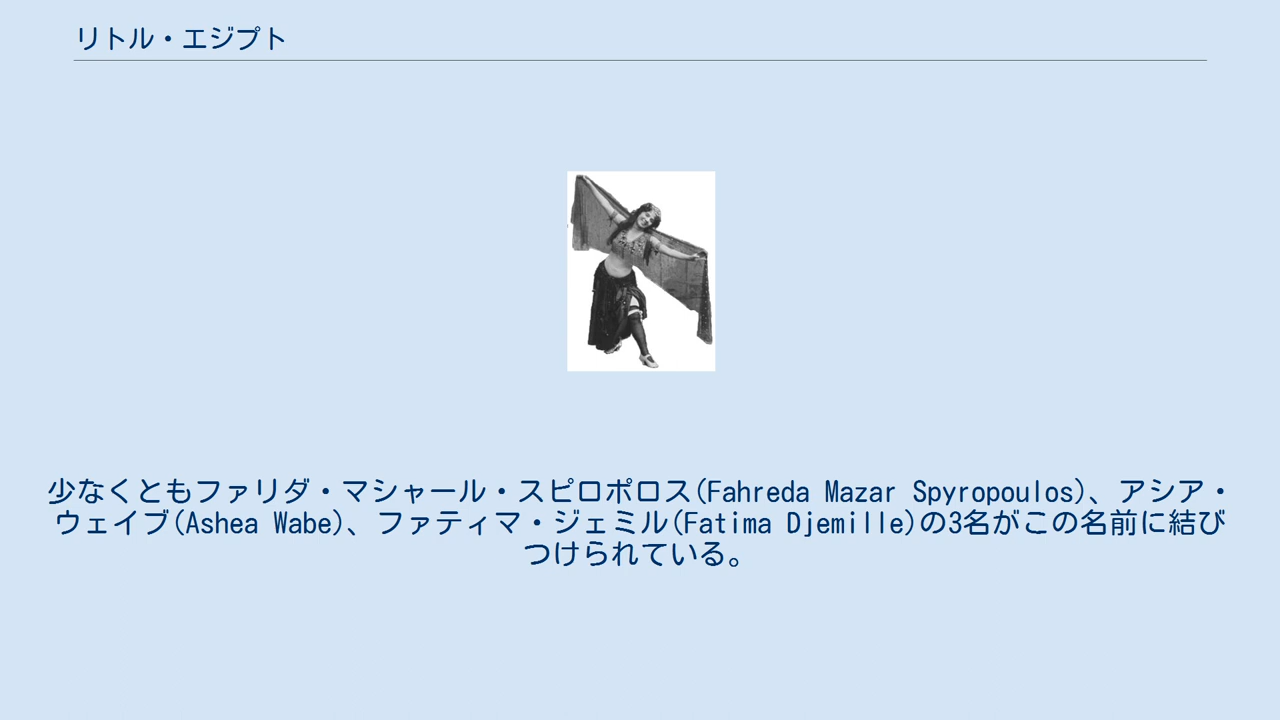 リトル・エジプト
少なくともファリダ・マシャール・スピロポロス(Fahreda Mazar Spyropoulos)、アシア・
ウェイブ(Ashea Wabe)、ファティマ・ジェミル(Fatima Djemille)の3名がこの名前に結び
つけられている。